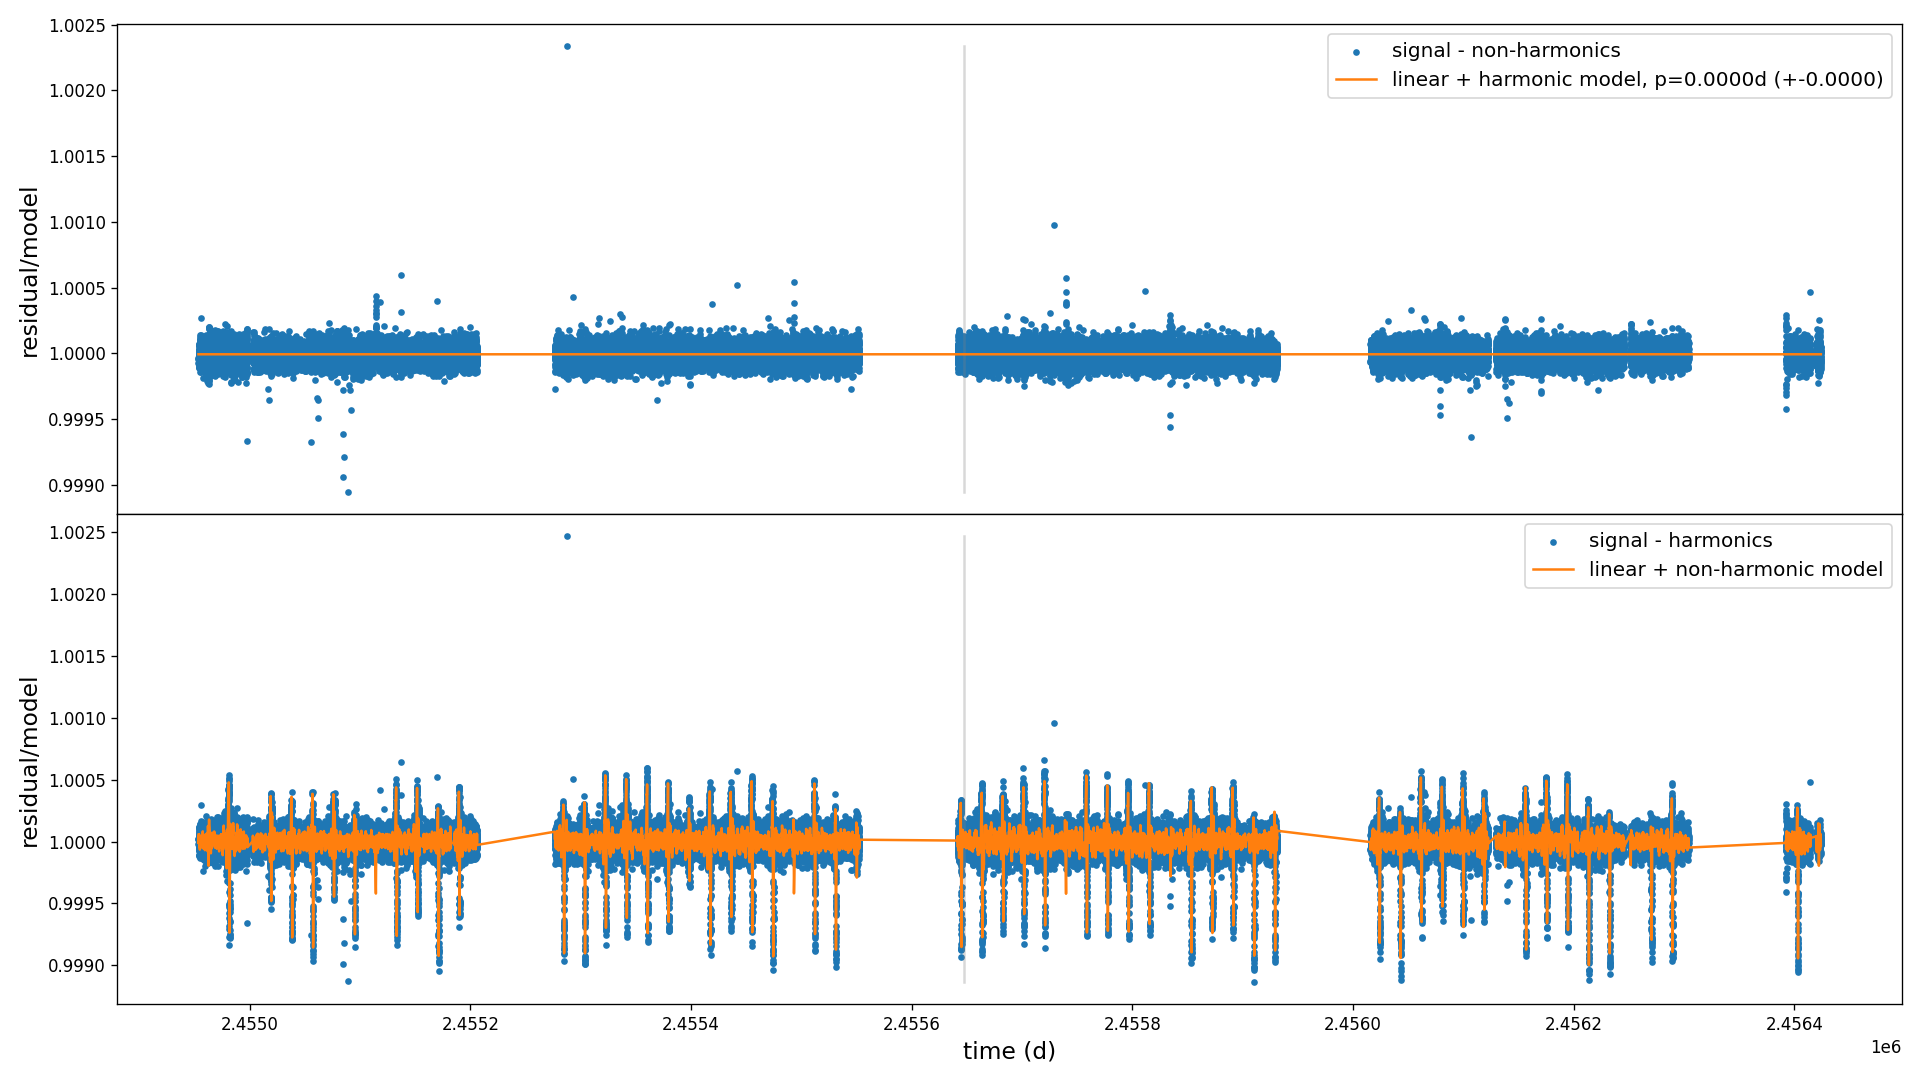 1.0025
1.0020
1.0015
1.0010
1.0005
1.0000
0.9995
0.9990
residual/model
signal - non-harmonics
linear + harmonic model, p=0.0000d (+-0.0000)
1.0025
1.0020
1.0015
1.0010
1.0005
1.0000
0.9995
0.9990
residual/model
signal - harmonics
linear + non-harmonic model
2.4550 2.4552 2.4554 2.4556 2.4558 2.4560 2.4562 2.4564
time (d)
1e6